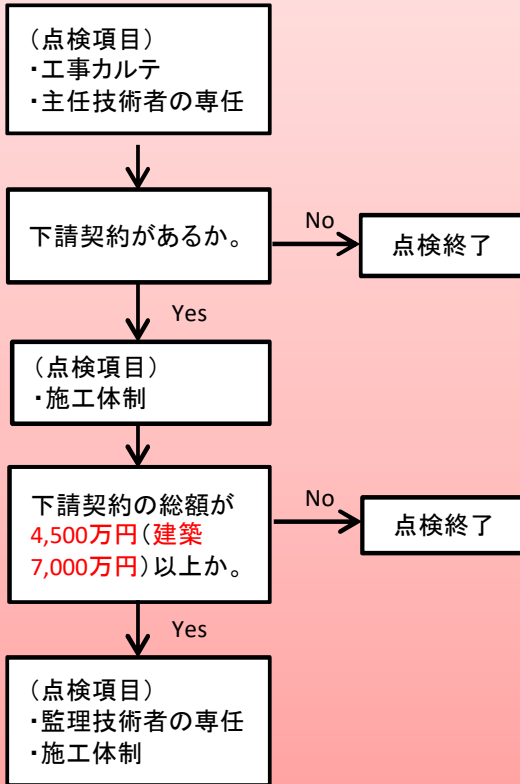 （点検項目）
・工事カルテ
・主任技術者の専任
下請契約があるか。
No
点検終了
Yes
（点検項目）
・施工体制
下請契約の総額が
4,500万円（建築
7,000万円）以上か。
No
点検終了
Yes
（点検項目）
・監理技術者の専任
・施工体制